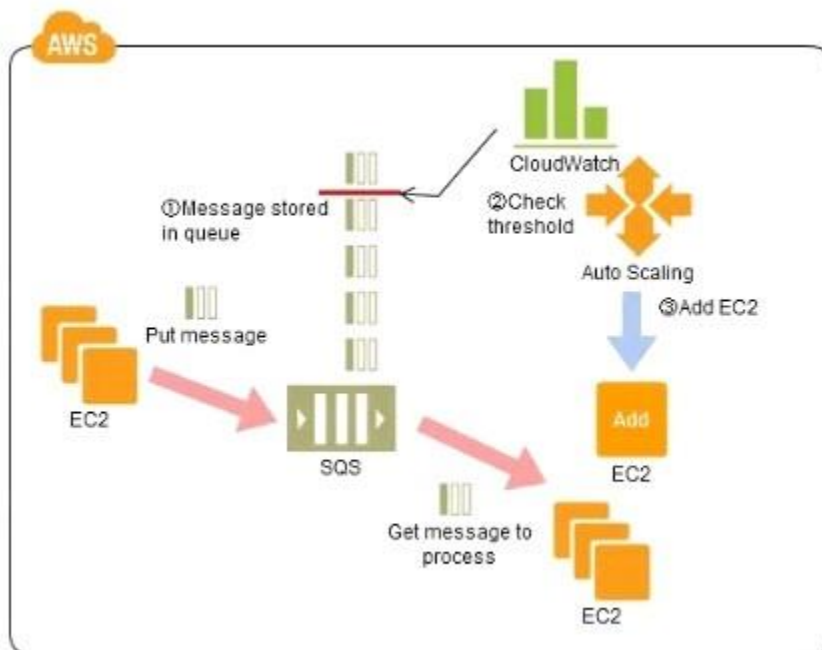 AWS
CloudWatch
①Message stored
in queue
②Check
threshold
Auto Scaling
③Add EC2
Put message
EC2
Add
EC2
SQS
Get message to
process
EC2